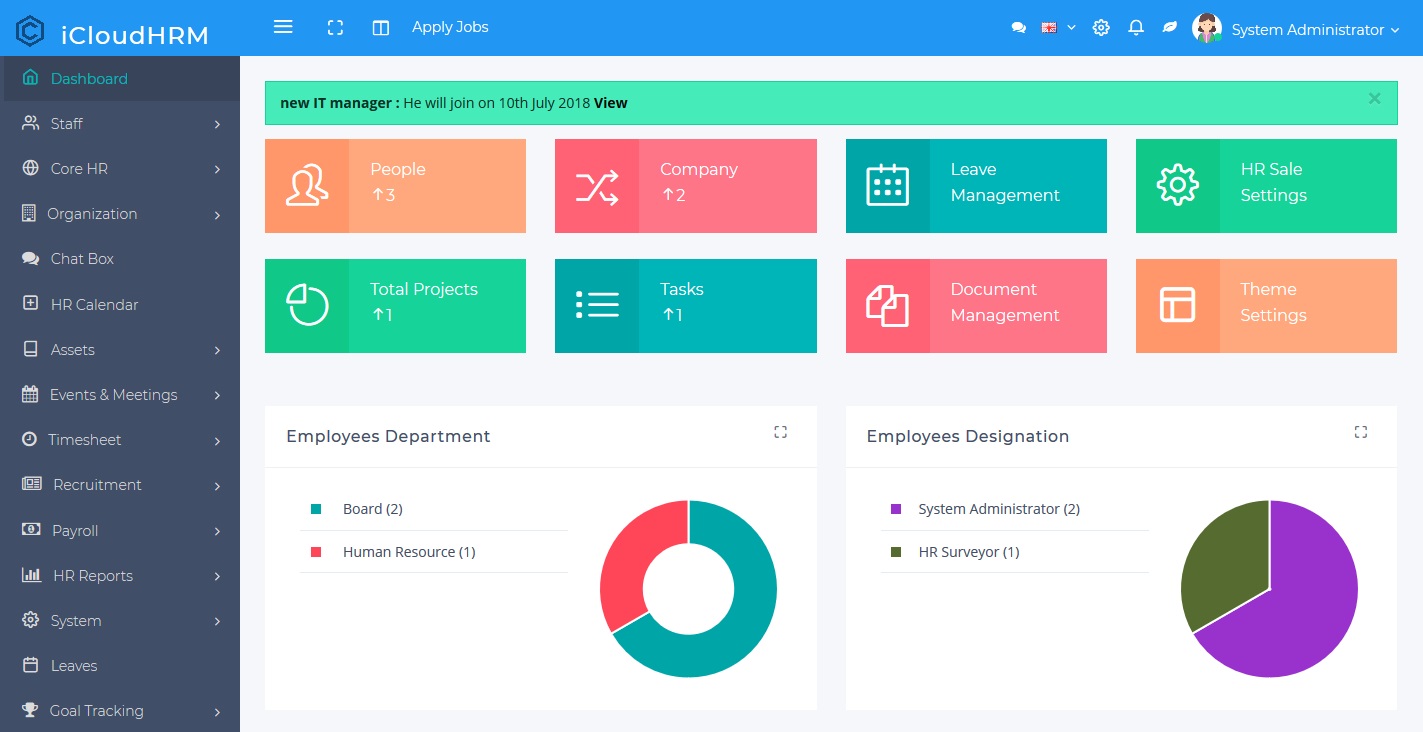 iCloudHRM
Apply Jobs
System Administrator
Dashboard
Staff
Core HR
Organization
Chat Box
HR Calendar
Assets
Events & Meetings
Timesheet
Recruitment
Payroll
HR Reports
System
Leaves
Goal Tracking
new IT manager : He will join on 10th July 2018 View
People
3
Company
2
Leave
Management
HR Sale
Settings
Total Projects
1
Tasks
1
Document
Management
Theme
Settings
Employees Department
Board (2)
Human Resource (1)
Employees Designation
System Administrator (2)
HR Surveyor (1)